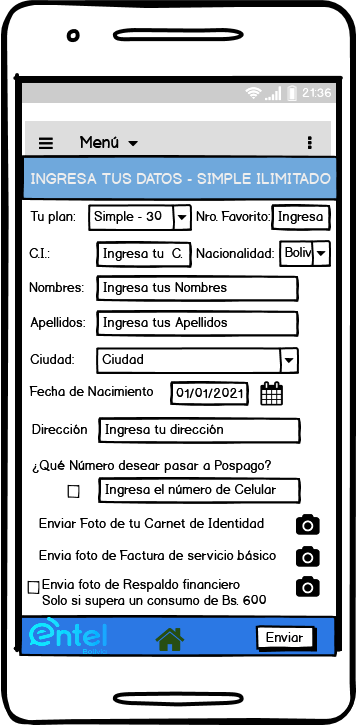 21:36
Menú
INGRESA TUS DATOS - SIMPLE ILIMITADO
Tu plan: Simple - 30 Nro. Favorito: Ingresa
C.I.: Ingresa tu C. Nacionalidad: Boliv
Nombres: Ingresa tus Nombres
Apellidos: Ingresa tus Apellidos
Ciudad: Ciudad
Fecha de Nacimiento 01/01/2021
Dirección Ingresa tu dirección
¿Qué Número desear pasar a Pospago?
Ingresa el número de Celular
Enviar Foto de tu Carnet de Identidad
Envia foto de Factura de servicio básico
Envia foto de Respaldo financiero
Solo si supera un consumo de Bs. 600
entel
Bolivia
Enviar